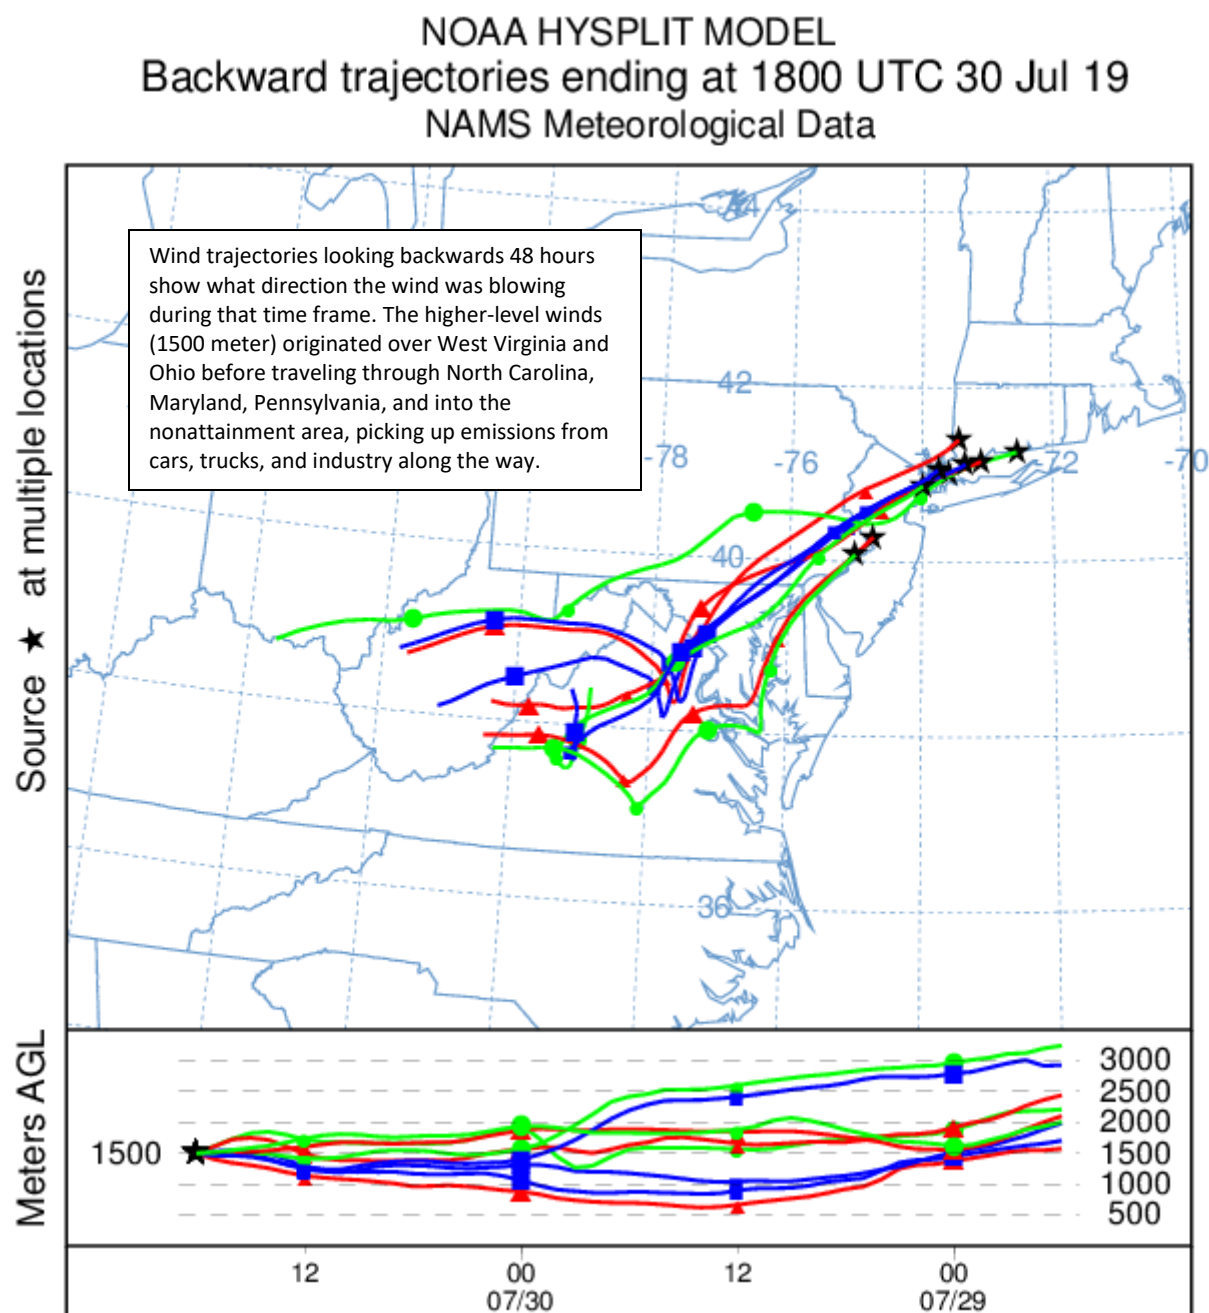 NOAA HYSPLIT MODEL
Backward trajectories ending at 1800 UTC 30 Jul 19
NAMS Meteorological Data
Source ★ at multiple locations
Wind trajectories looking backwards 48 hours
show what direction the wind was blowing
during that time frame. The higher-level winds
(1500 meter) originated over West Virginia and
Ohio before traveling through North Carolina,
Maryland, Pennsylvania, and into the
nonattainment area, picking up emissions from
cars, trucks, and industry along the way.
44
42
-78
-76
-72
-70
40
36
Meters AGL
1500
3000
2500
2000
1500
1000
500
12
00
12
00
07/30
07/29